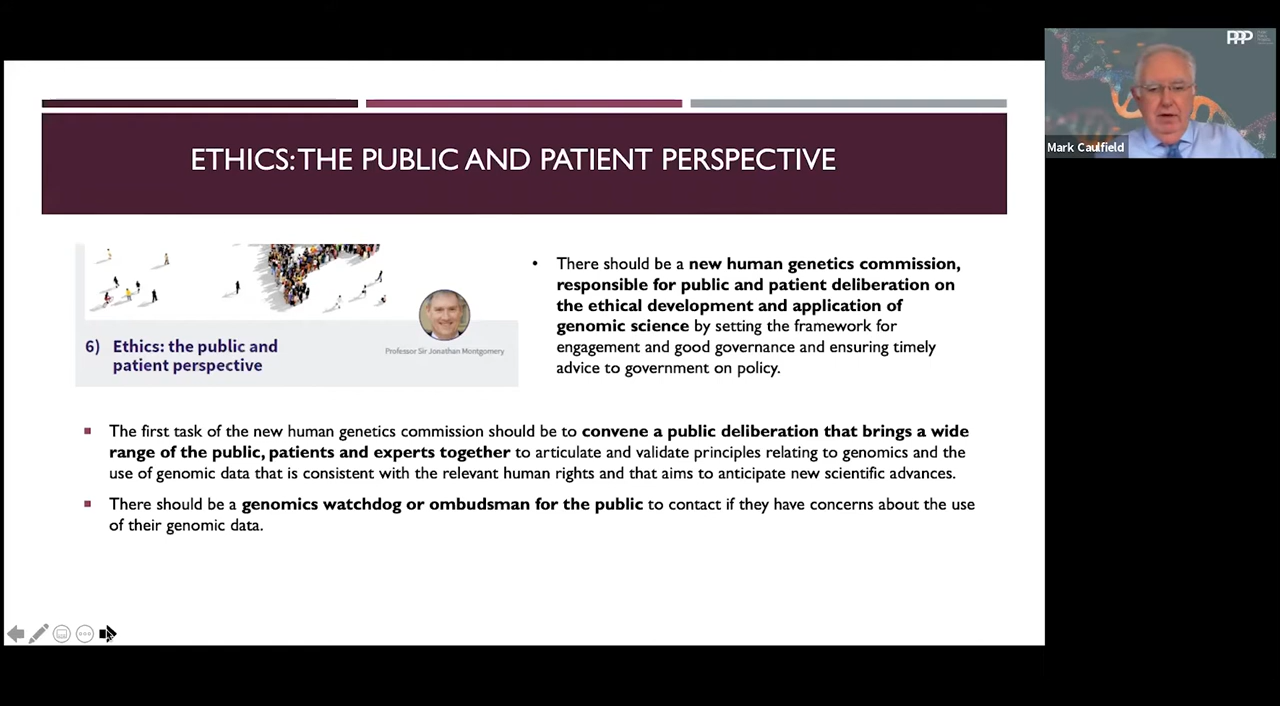 ETHICS: THE PUBLIC AND PATIENT PERSPECTIVE
6) Ethics: the public and
patient perspective
Professor Sir Jonathan Montgomery
• There should be a new human genetics commission,
responsible for public and patient deliberation on
the ethical development and application of
genomic science by setting the framework for
engagement and good governance and ensuring timely
advice to government on policy.
The first task of the new human genetics commission should be to convene a public deliberation that brings a wide
range of the public, patients and experts together to articulate and validate principles relating to genomics and the
use of genomic data that is consistent with the relevant human rights and that aims to anticipate new scientific advances.
There should be a genomics watchdog or ombudsman for the public to contact if they have concerns about the use
of their genomic data.
PPP
Mark Caulfield